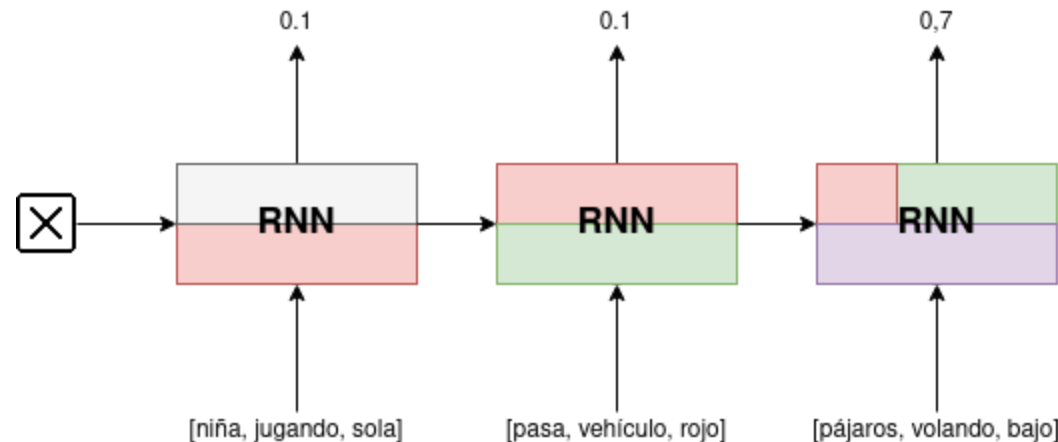 0.1 0.1 0,7
RNN RNN RNN
[niña, jugando, sola] [pasa, vehículo, rojo] [pájaros, volando, bajo]